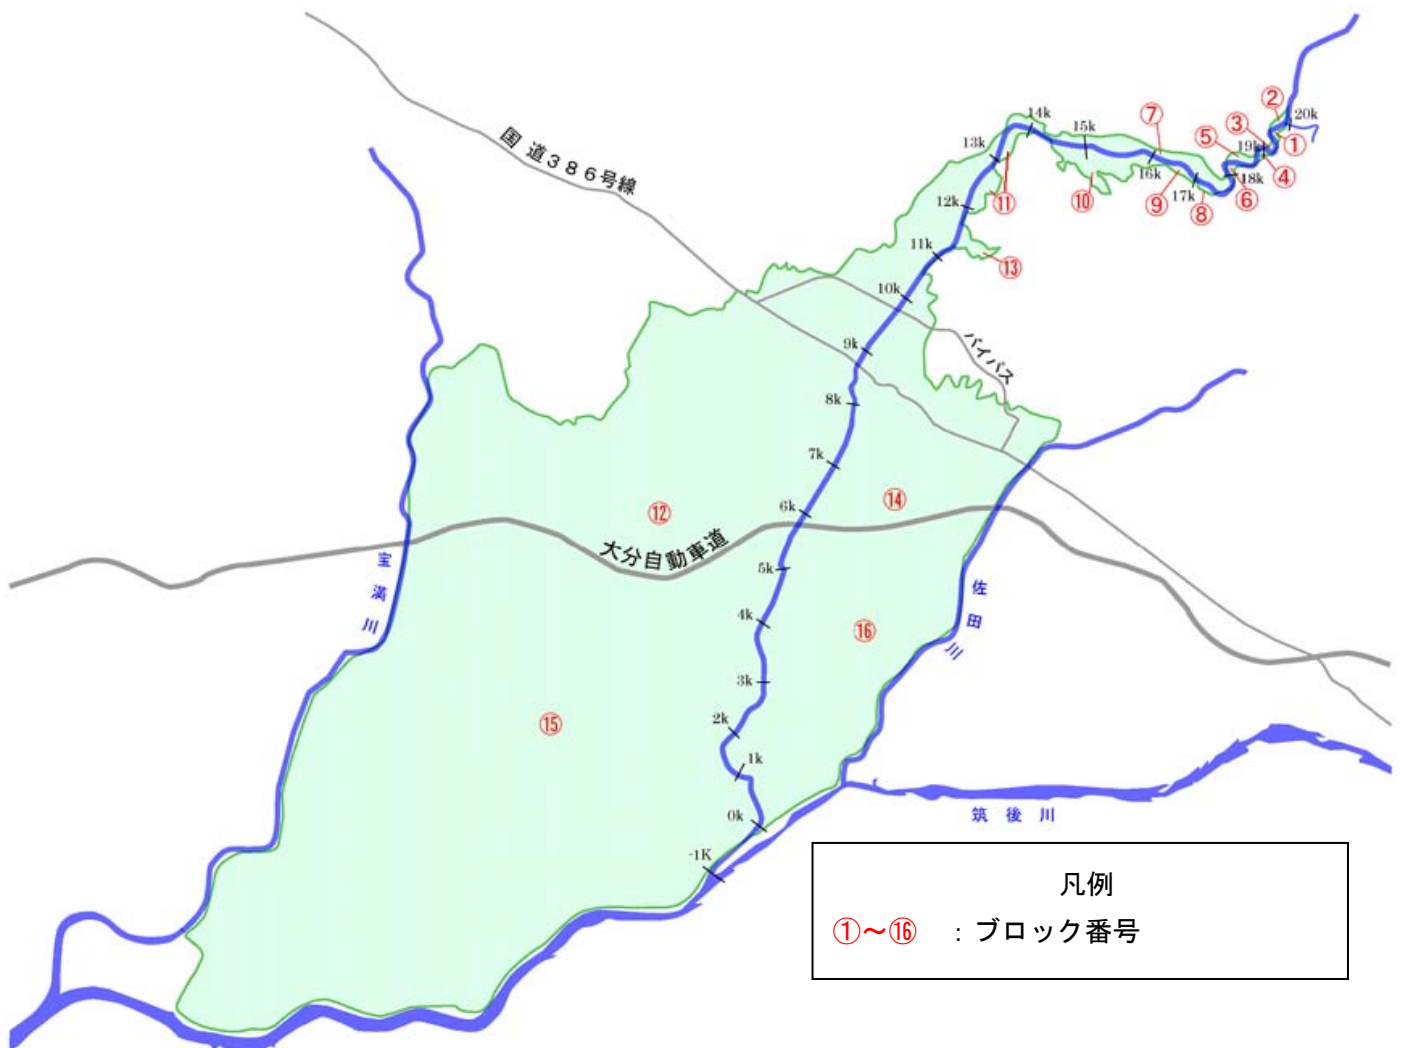 国 道３８６号線
②
20k
①
③
19k
④
⑤
18k
⑥
⑦
16k
17k
⑧
⑨
⑩
15k
14k
13k
⑪
12k
11k
⑬
10k
バイパス
9k
8k
7k
6k
⑭
⑫
大分自動車道
5k
宝満川
佐田川
4k
⑯
3k
⑮
2k
1k
0k
筑 後 川
-1K
凡例
①～⑯ ：ブロック番号